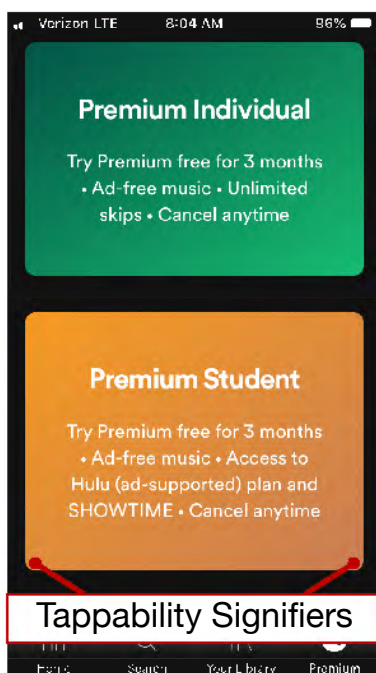 Verizon LTE 8:04 AM 96%
Premium Individual
Try Premium free for 3 months
• Ad-free music • Unlimited
skips • Cancel anytime
Premium Student
Try Premium free for 3 months
• Ad-free music • Access to
Hulu (ad-supported) plan and
SHOWTIME • Cancel anytime
Tappability Signifiers
Home Search Your Library Premium